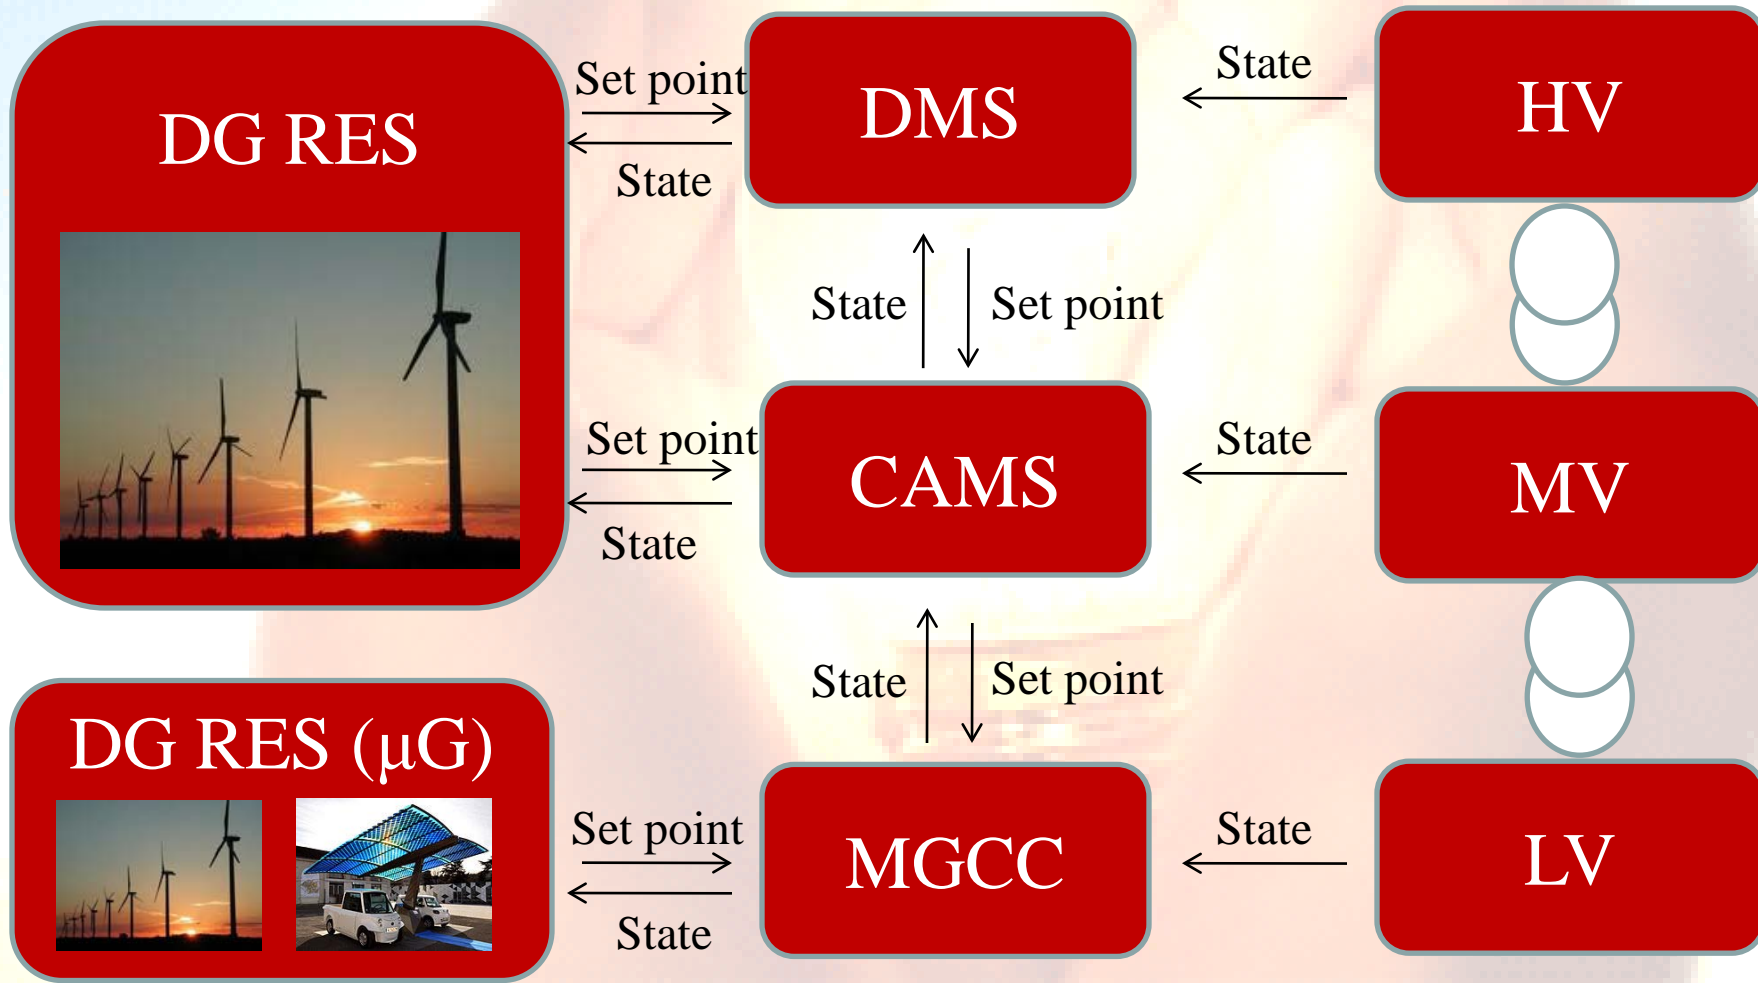 DG RES
Set point
State
DMS
State
HV
State
Set point
Set point
State
CAMS
State
MV
State
Set point
DG RES (μG)
Set point
State
MGCC
State
LV